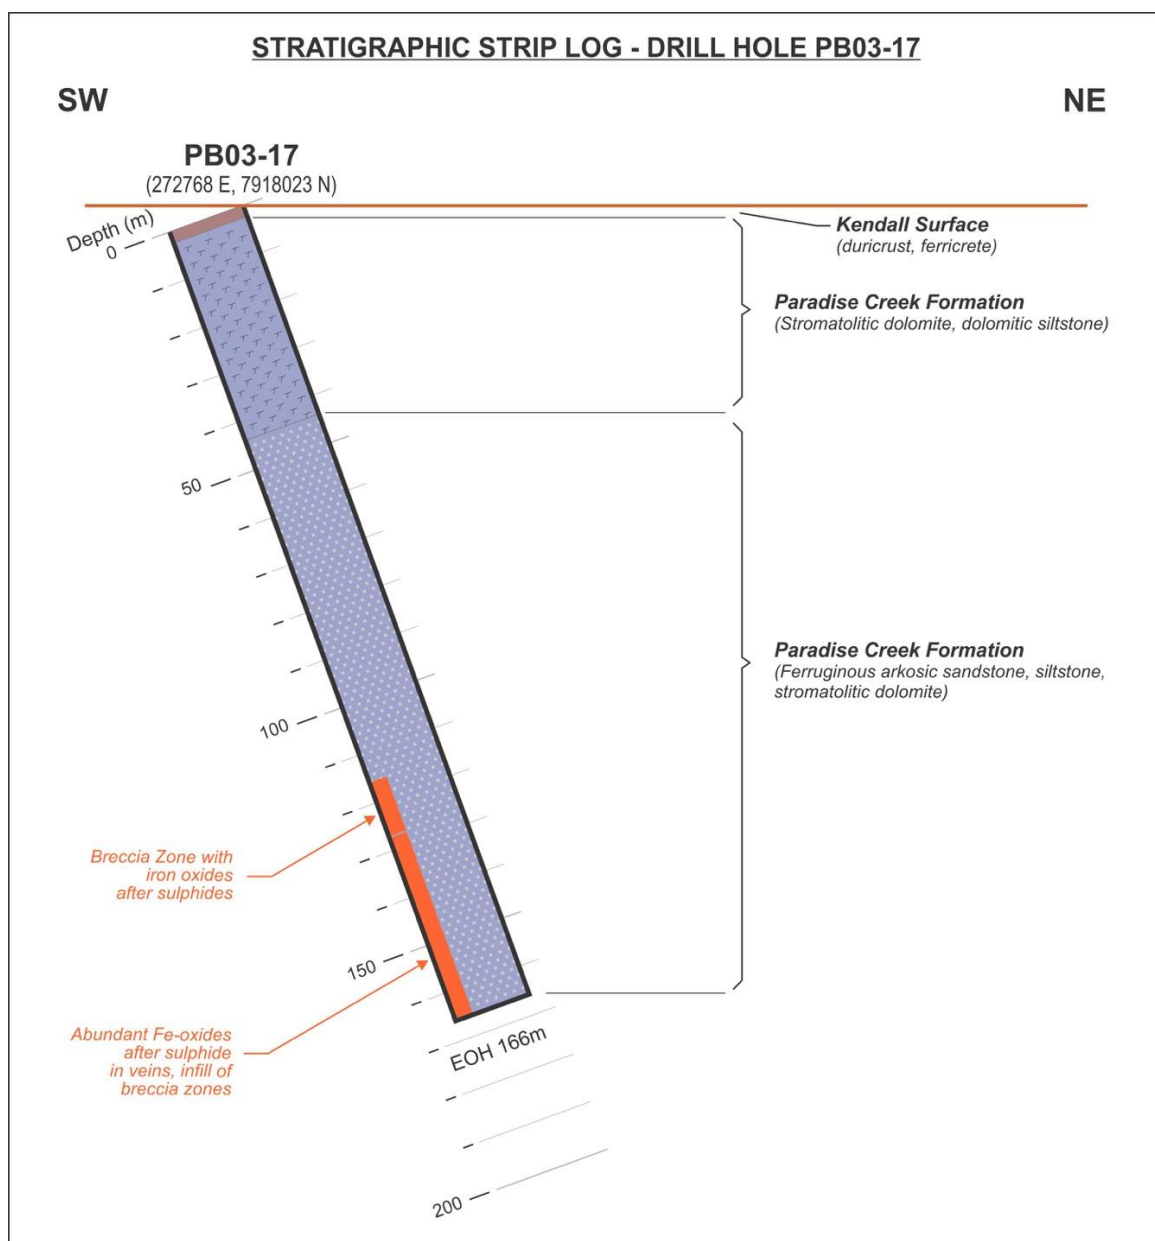 STRATIGRAPHIC STRIP LOG - DRILL HOLE PB03-17
SW
NE
PB03-17
(272768 E, 7918023 N)
Depth (m)
0
Kendall Surface
(duricrust, ferricrete)
Paradise Creek Formation
(Stromatolitic dolomite, dolomitic siltstone)
50
Paradise Creek Formation
(Ferruginous arkosic sandstone, siltstone,
stromatolitic dolomite)
100
Breccia Zone with
iron oxides
after sulphides
150
Abundant Fe-oxides
after sulphide
in veins, infill of
breccia zones
EOH 166m
200